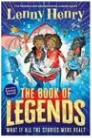 Lenny Henry
THE BOOK OF
LEGENDS
WHAT IF ALL THE STORIES WERE REAL?